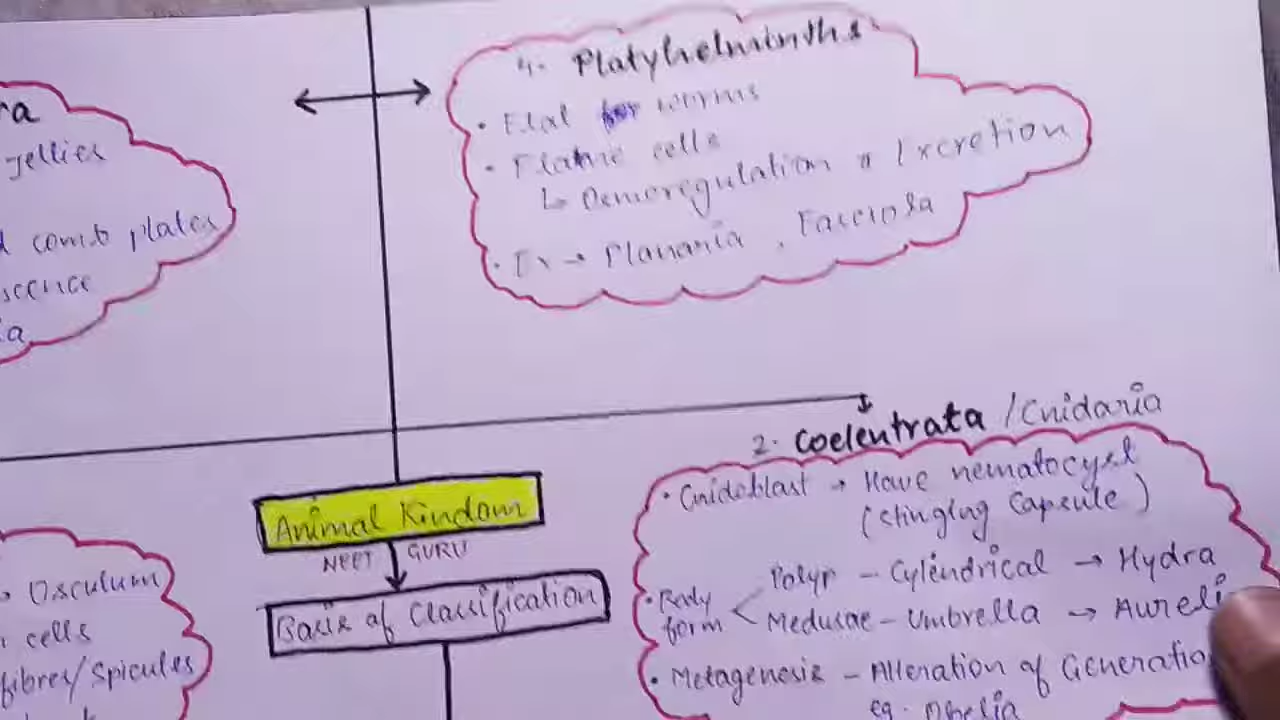 ra
jellies
comb plates
scence
ia
4. Platyhelminths
• Flat worms
• Flame cells
↳ Osmoregulation & Excretion
• Ex → Planaria , Fasciola
2. Coelentrata / Cnidaria
• Cnidoblast → Have nematocyst
(Stinging Capsule)
• Body form < Polyp - Cylindrical → Hydra
Medusae - Umbrella → Aureli
• Metagenesis - Alteration of Generatio
eg. Obelia
Animal Kindom
NEET GURU
Basis of Classification
→ Osculum
cells
fibres/Spicules